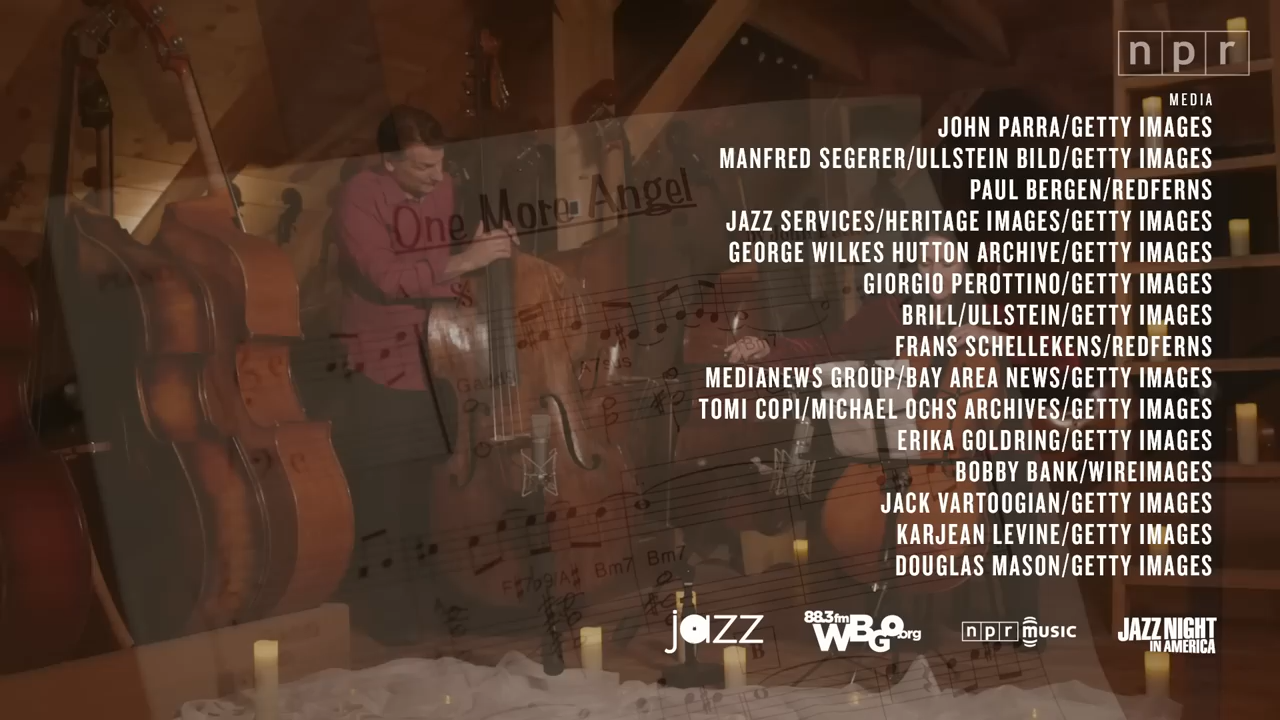 npr
MEDIA
JOHN PARRA/GETTY IMAGES
MANFRED SEGERER/ULLSTEIN BILD/GETTY IMAGES
PAUL BERGEN/REDFERNS
JAZZ SERVICES/HERITAGE IMAGES/GETTY IMAGES
GEORGE WILKES HUTTON ARCHIVE/GETTY IMAGES
GIORGIO PEROTTINO/GETTY IMAGES
BRILL/ULLSTEIN/GETTY IMAGES
FRANS SCHELLEKENS/REDFERNS
MEDIANEWS GROUP/BAY AREA NEWS/GETTY IMAGES
TOMI COPI/MICHAEL OCHS ARCHIVES/GETTY IMAGES
ERIKA GOLDRING/GETTY IMAGES
BOBBY BANK/WIREIMAGES
JACK VARTOOGIAN/GETTY IMAGES
KARJEAN LEVINE/GETTY IMAGES
DOUGLAS MASON/GETTY IMAGES
One More Angel
Bm7
A7sus
Bm7 Bm7
jazz
88.3fm
WBGO.org
npr music
JAZZ NIGHT
IN AMERICA